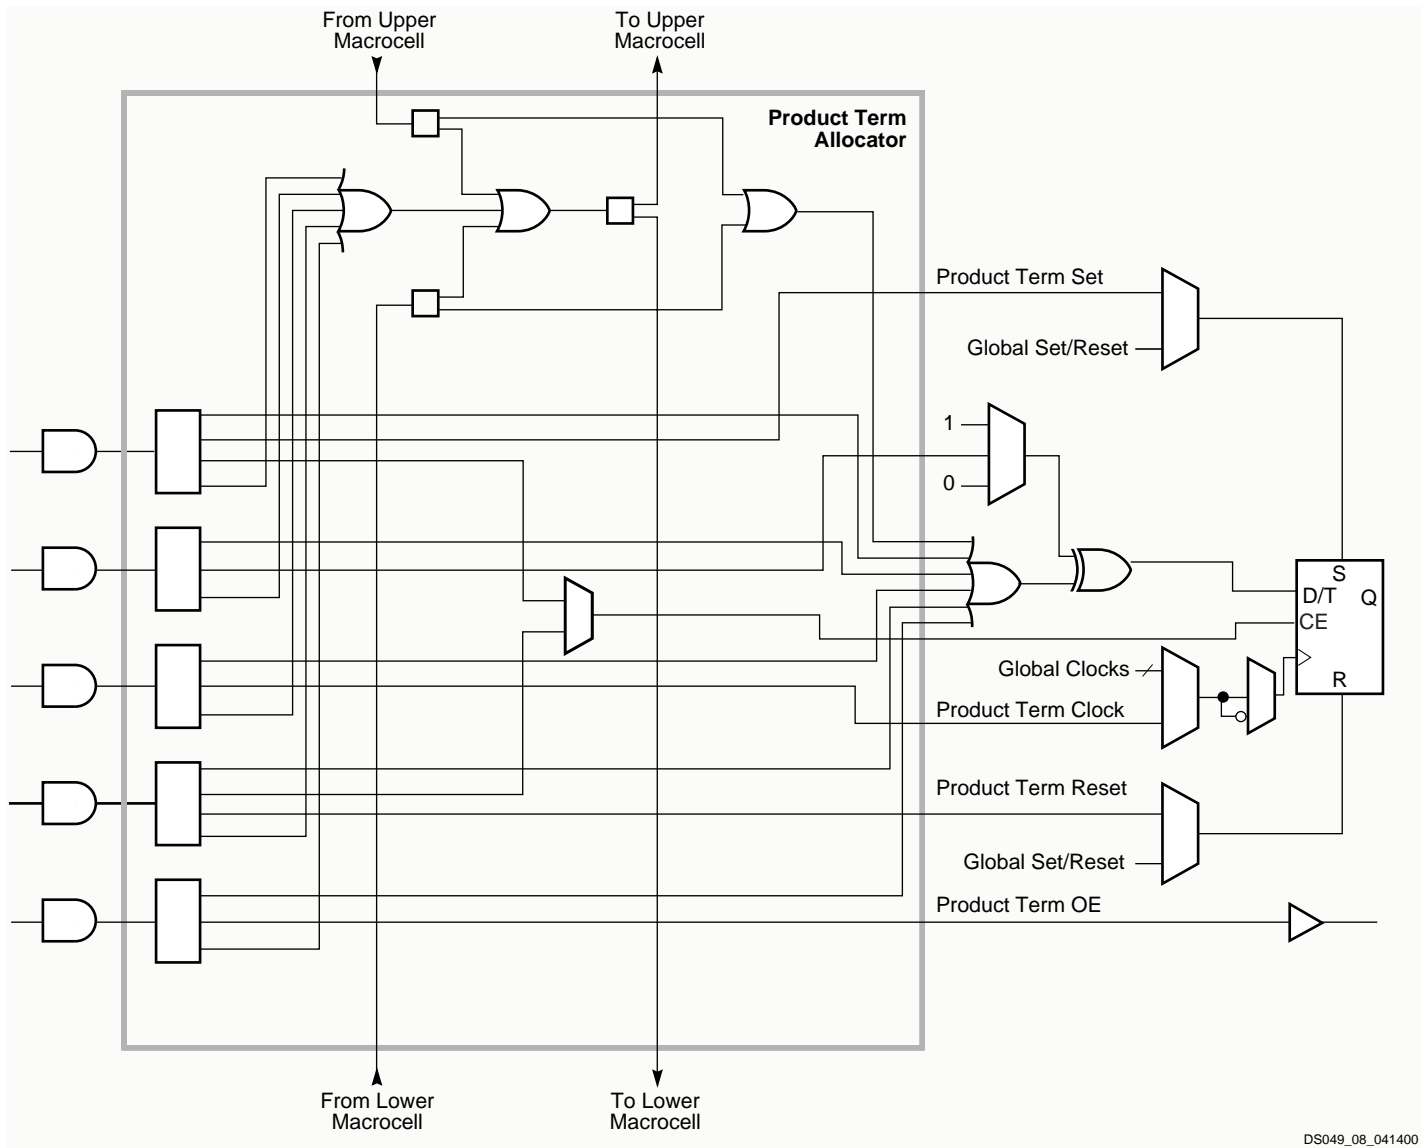 From Upper
Macrocell
To Upper
Macrocell
Product Term
Allocator
Product Term Set
Global Set/Reset
1
0
S
D/T
Q
CE
R
Global Clocks
Product Term Clock
Product Term Reset
Global Set/Reset
Product Term OE
From Lower
Macrocell
To Lower
Macrocell
DS049_08_041400